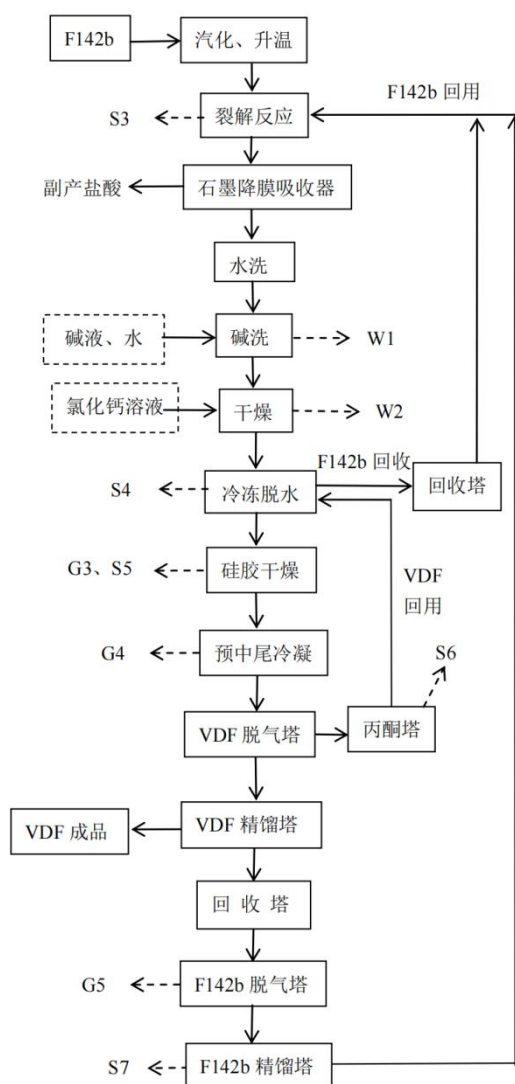 F142b
汽化、升温
F142b 回用
S3
裂解反应
副产盐酸
石墨降膜吸收器
水洗
碱液、水
碱洗
W1
氯化钙溶液
干燥
W2
F142b 回收
S4
冷冻脱水
回收塔
G3、S5
硅胶干燥
VDF
回用
G4
预中尾冷凝
S6
VDF 脱气塔
丙酮塔
VDF 成品
VDF 精馏塔
回 收 塔
G5
F142b 脱气塔
S7
F142b 精馏塔